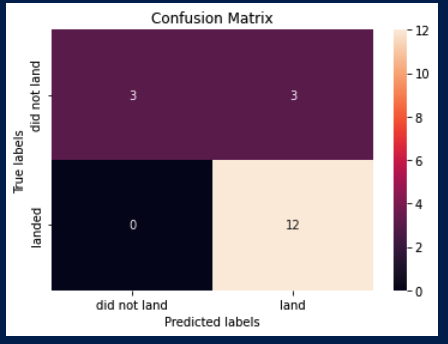 Confusion Matrix
True labels
did not land
landed
3
3
0
12
did not land
land
Predicted labels
12
10
8
6
4
2
0